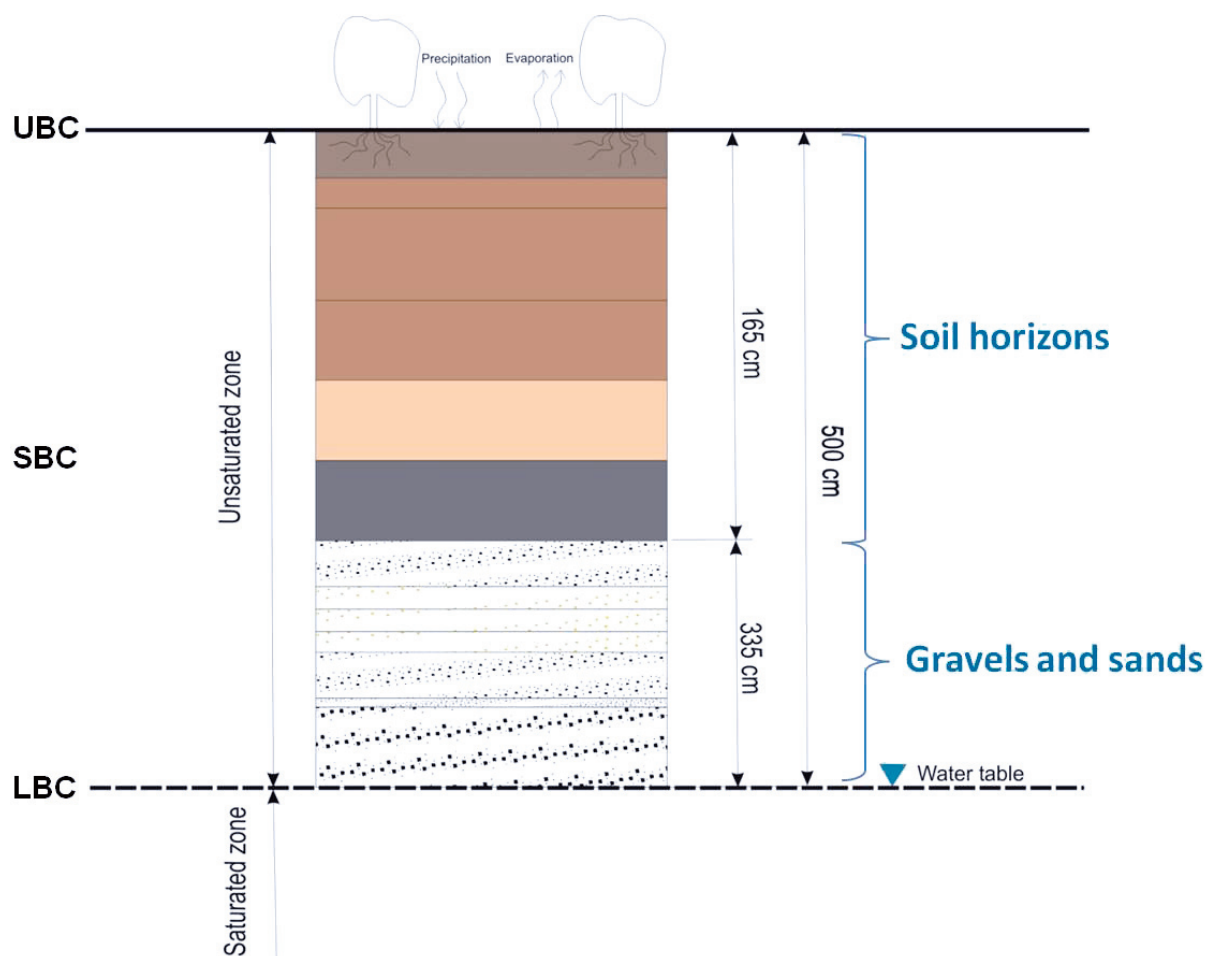 Precipitation
Evaporation
UBC
Soil horizons
165 cm
Unsaturated zone
500 cm
SBC
335 cm
Gravels and sands
LBC
Water table
Saturated zone